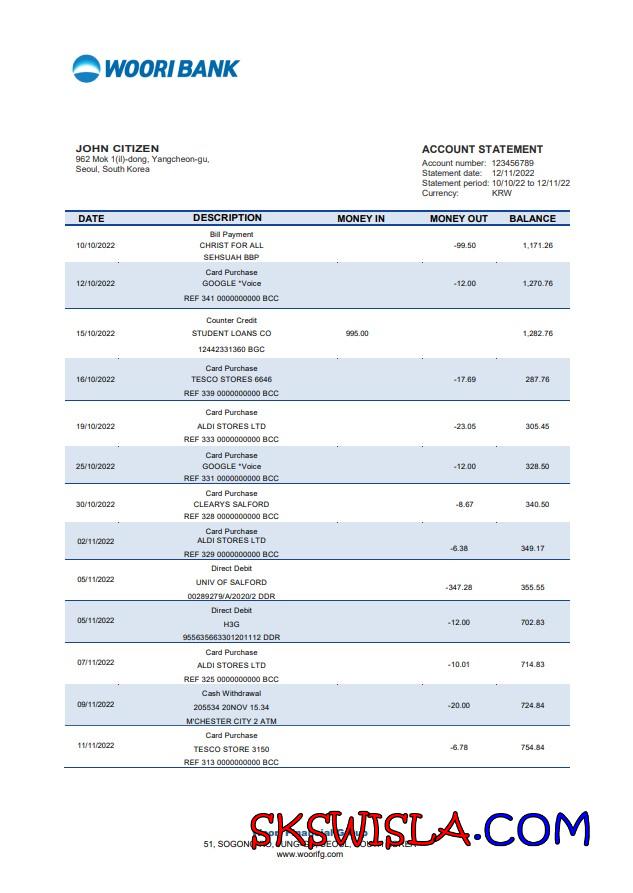 WOORI BANK
JOHN CITIZEN
962 Mok 1(il)-dong, Yangcheon-gu,
Seoul, South Korea
ACCOUNT STATEMENT
Account number: 123456789
Statement date: 12/11/2022
Statement period: 10/10/22 to 12/11/22
Currency: KRW
DATE DESCRIPTION MONEY IN MONEY OUT BALANCE
Bill Payment
10/10/2022 CHRIST FOR ALL -99.50 1,171.26
SEHSUAH BBP
Card Purchase
12/10/2022 GOOGLE *Voice -12.00 1,270.76
REF 341 0000000000 BCC
Counter Credit
15/10/2022 STUDENT LOANS CO 995.00 1,282.76
12442331360 BGC
Card Purchase
16/10/2022 TESCO STORES 6646 -17.69 287.76
REF 339 0000000000 BCC
Card Purchase
19/10/2022 ALDI STORES LTD -23.05 305.45
REF 333 0000000000 BCC
Card Purchase
25/10/2022 GOOGLE *Voice -12.00 328.50
REF 331 0000000000 BCC
Card Purchase
30/10/2022 CLEARYS SALFORD -8.67 340.50
REF 328 0000000000 BCC
Card Purchase
02/11/2022 ALDI STORES LTD -6.38 349.17
REF 329 0000000000 BCC
Direct Debit
05/11/2022 UNIV OF SALFORD -347.28 355.55
00289279/A/2020/2 DDR
Direct Debit
05/11/2022 H3G -12.00 702.83
955635663301201112 DDR
Card Purchase
07/11/2022 ALDI STORES LTD -10.01 714.83
REF 325 0000000000 BCC
Cash Withdrawal
09/11/2022 205534 20NOV 15.34 -20.00 724.84
M'CHESTER CITY 2 ATM
Card Purchase
11/11/2022 TESCO STORE 3150 -6.78 754.84
REF 313 0000000000 BCC
SKSWISLA.COM
51,
www.woorifg.com